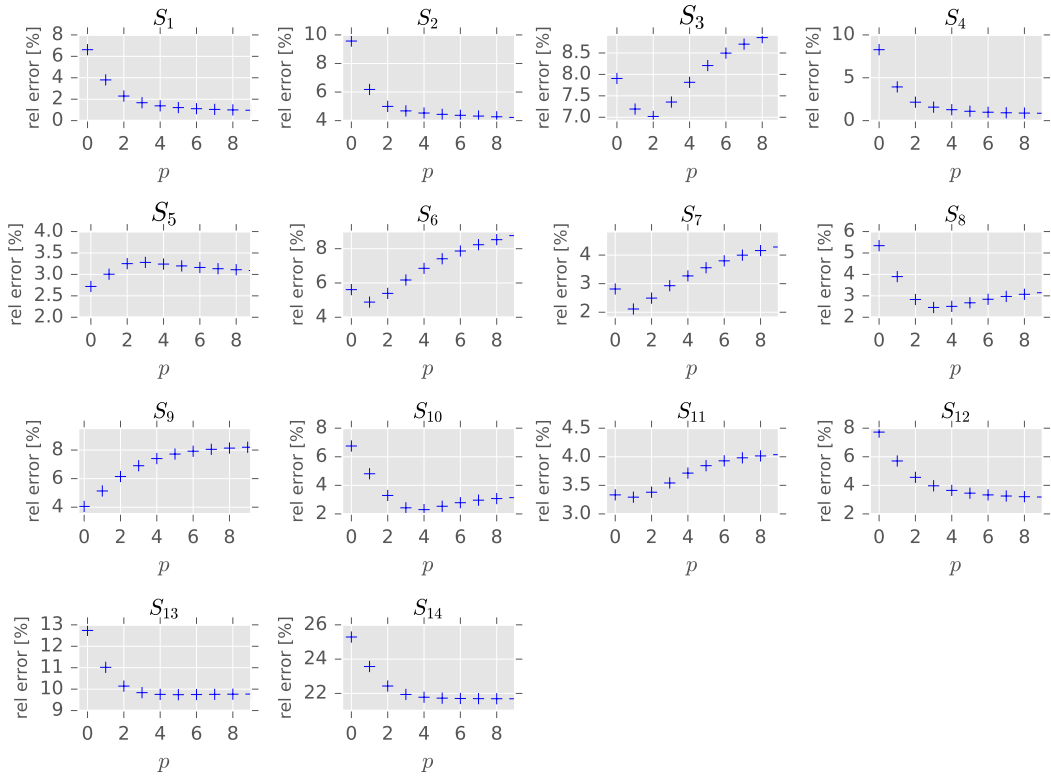 S1
rel error [%]
8
6
4
2
0
0 2 4 6 8
p
S2
rel error [%]
10
8
6
4
0 2 4 6 8
p
S3
rel error [%]
8.5
8.0
7.5
7.0
0 2 4 6 8
p
S4
rel error [%]
10
5
0
0 2 4 6 8
p
S5
rel error [%]
4.0
3.5
3.0
2.5
2.0
0 2 4 6 8
p
S6
rel error [%]
8
6
4
0 2 4 6 8
p
S7
rel error [%]
4
3
2
0 2 4 6 8
p
S8
rel error [%]
6
5
4
3
2
0 2 4 6 8
p
S9
rel error [%]
8
6
4
0 2 4 6 8
p
S10
rel error [%]
8
6
4
2
0 2 4 6 8
p
S11
rel error [%]
4.5
4.0
3.5
3.0
0 2 4 6 8
p
S12
rel error [%]
8
6
4
2
0 2 4 6 8
p
S13
rel error [%]
13
12
11
10
9
0 2 4 6 8
p
S14
rel error [%]
26
24
22
0 2 4 6 8
p